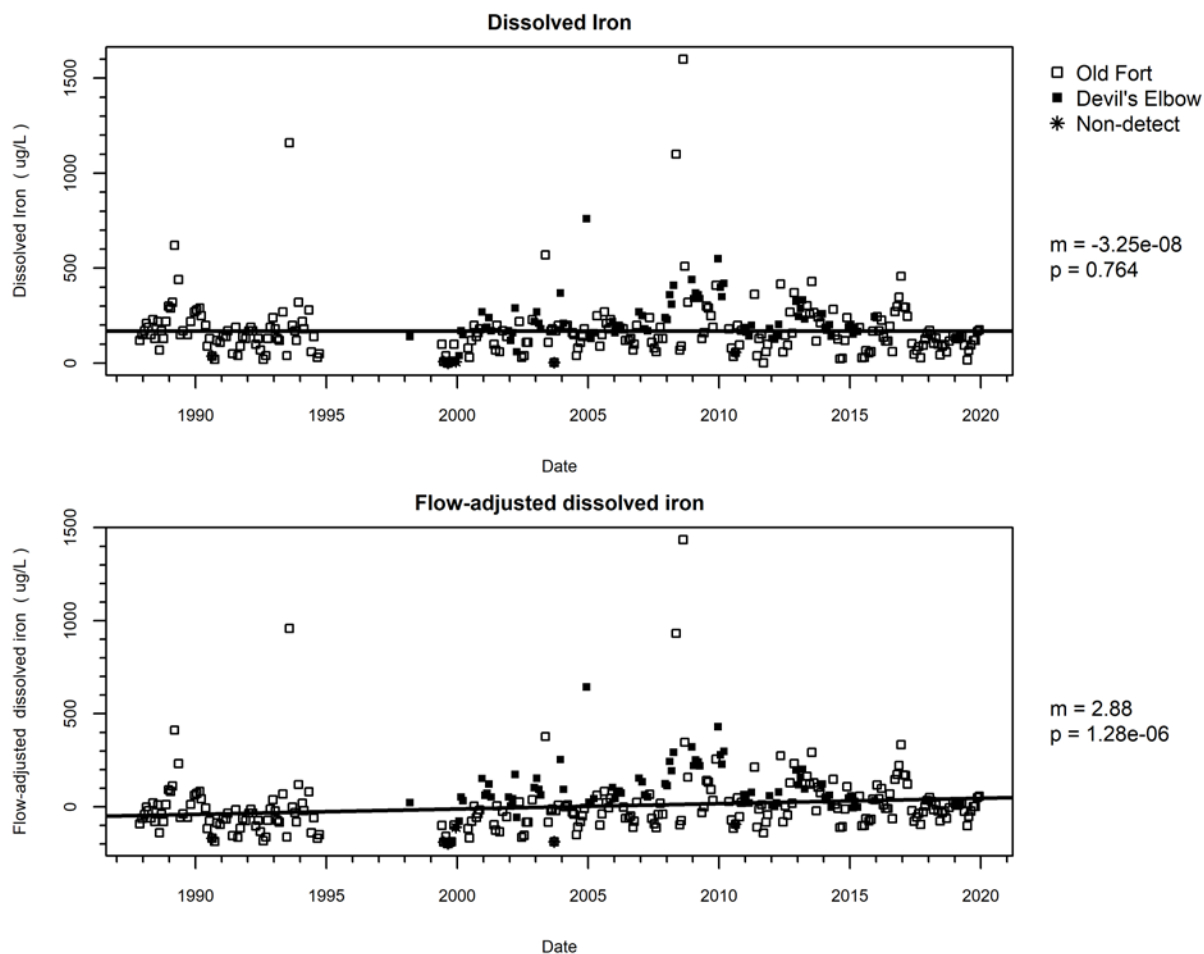 Dissolved Iron
Dissolved Iron ( ug/L )
1500
1000
500
0
1990 1995 2000 2005 2010 2015 2020
Date
Old Fort
Devil's Elbow
Non-detect
m = -3.25e-08
p = 0.764
Flow-adjusted dissolved iron
Flow-adjusted dissolved iron ( ug/L )
1500
1000
500
0
1990 1995 2000 2005 2010 2015 2020
Date
m = 2.88
p = 1.28e-06